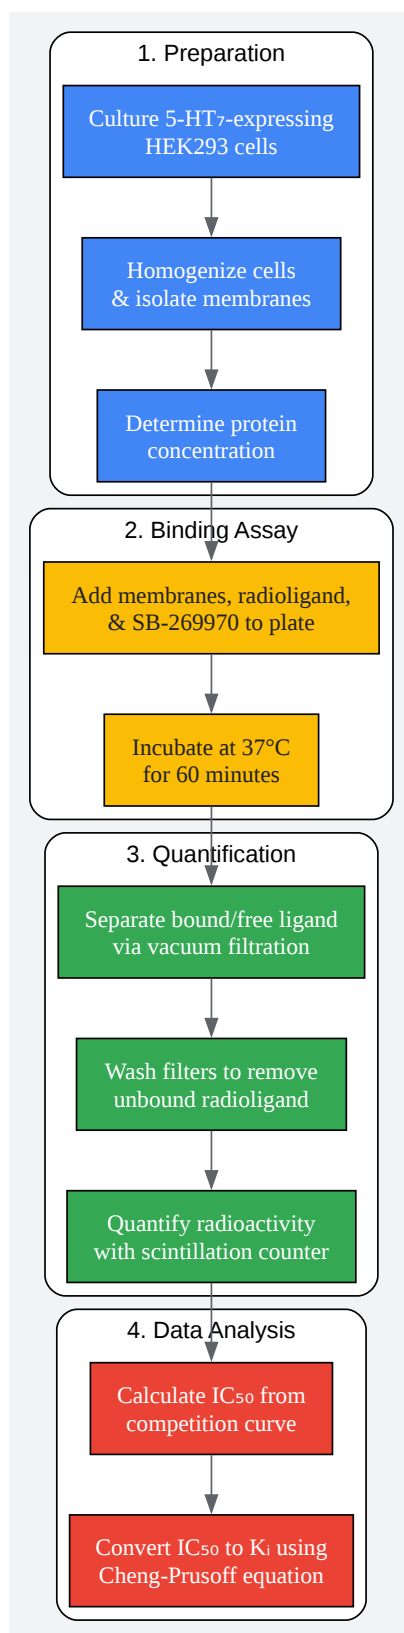 1. Preparation
Culture 5-HT₇-expressing
HEK293 cells
Homogenize cells
& isolate membranes
Determine protein
concentration
2. Binding Assay
Add membranes, radioligand,
& SB-269970 to plate
Incubate at 37°C
for 60 minutes
3. Quantification
Separate bound/free ligand
via vacuum filtration
Wash filters to remove
unbound radioligand
Quantify radioactivity
with scintillation counter
4. Data Analysis
Calculate IC₅₀ from
competition curve
Convert IC₅₀ to Kᵢ using
Cheng-Prusoff equation